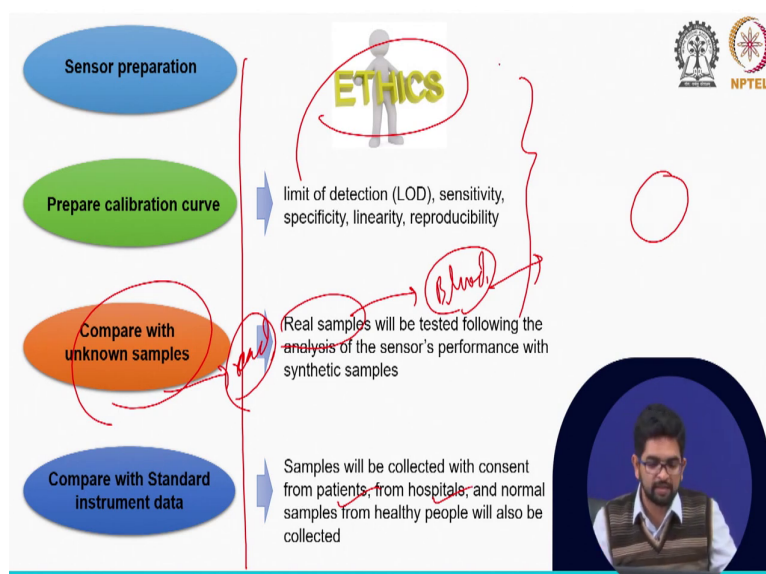 Sensor preparation
ETHICS
NPTEL
Prepare calibration curve
limit of detection (LOD), sensitivity,
specificity, linearity, reproducibility
Blood
Compare with
unknown samples
real
Real samples will be tested following the
analysis of the sensor's performance with
synthetic samples
Compare with Standard
instrument data
Samples will be collected with consent
from patients, from hospitals, and normal
samples from healthy people will also be
collected